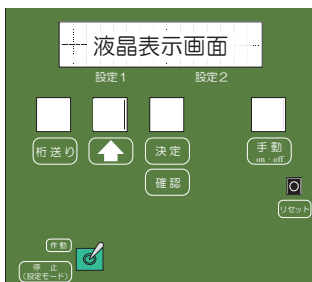 液晶表示画面
設定1 設定2
桁送り 決定 手動
on・off
確認
リセット
作動
停止
(設定モード)